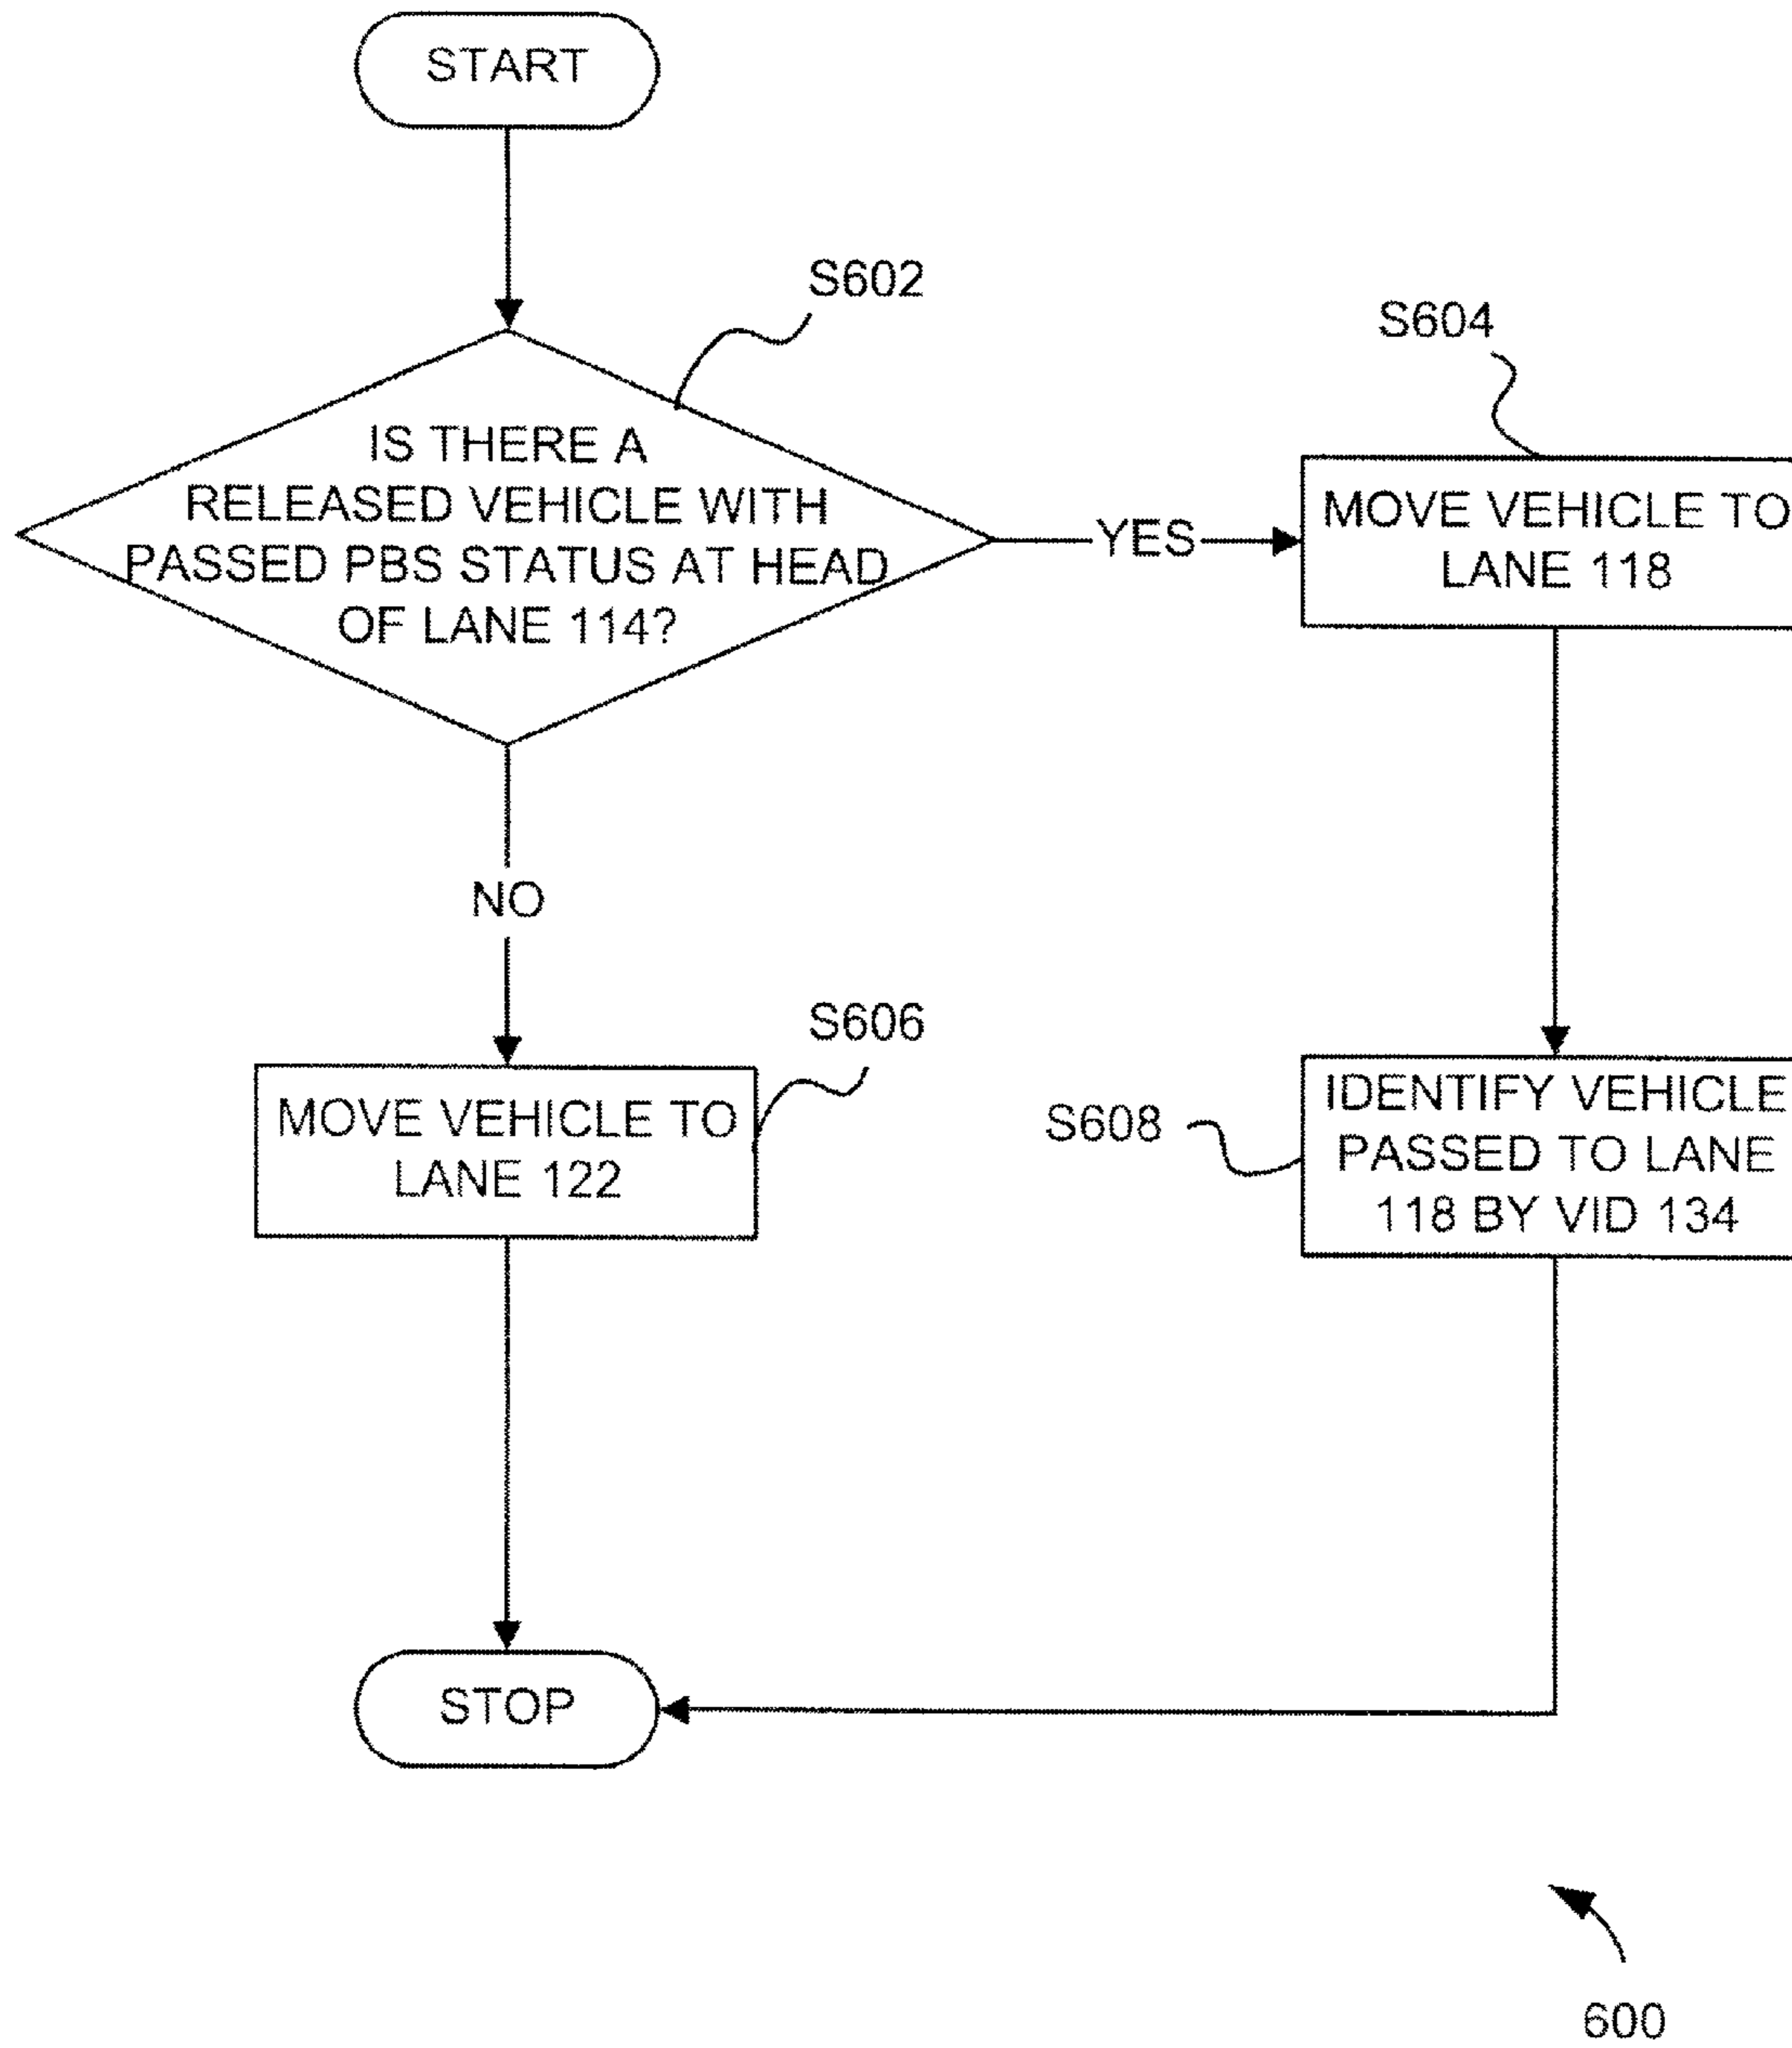 START
S602
IS THERE A
RELEASED VEHICLE WITH
PASSED PBS STATUS AT HEAD
OF LANE 114?
YES
S604
MOVE VEHICLE TO
LANE 118
NO
S606
MOVE VEHICLE TO
LANE 122
S608
IDENTIFY VEHICLE
PASSED TO LANE
118 BY VID 134
STOP
600